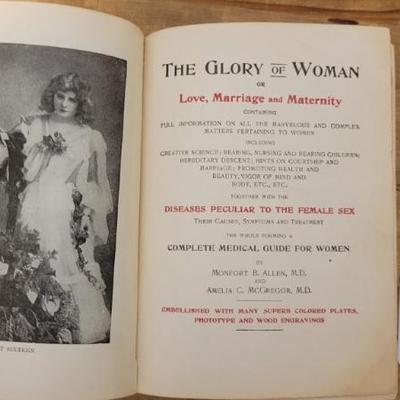 THE GLORY OF WOMAN
OR
Love, Marriage and Maternity
CONTAINING
FULL INFORMATION ON ALL THE MARVELOUS AND COMPLEX
MATTERS PERTAINING TO WOMEN
INCLUDING
CREATIVE SCIENCE; BEARING, NURSING AND REARING CHILDREN;
HEREDITARY DESCENT; HINTS ON COURTSHIP AND
MARRIAGE; PROMOTING HEALTH AND
BEAUTY, VIGOR OF MIND AND
BODY, ETC., ETC.
TOGETHER WITH THE
DISEASES PECULIAR TO THE FEMALE SEX
THEIR CAUSES, SYMPTOMS AND TREATMENT
THE WHOLE FORMING A
COMPLETE MEDICAL GUIDE FOR WOMEN
BY
MONFORT B. ALLEN, M.D.
AND
AMELIA C. MCGREGOR, M.D.
EMBELLISHED WITH MANY SUPERB COLORED PLATES,
PHOTOTYPE AND WOOD ENGRAVINGS
SIXTEEN